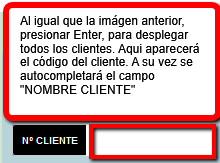 Al igual que la imágen anterior,
presionar Enter, para desplegar
todos los clientes. Aqui aparecerá
el código del cliente. A su vez se
autocompletará el campo
"NOMBRE CLIENTE"
Nº CLIENTE